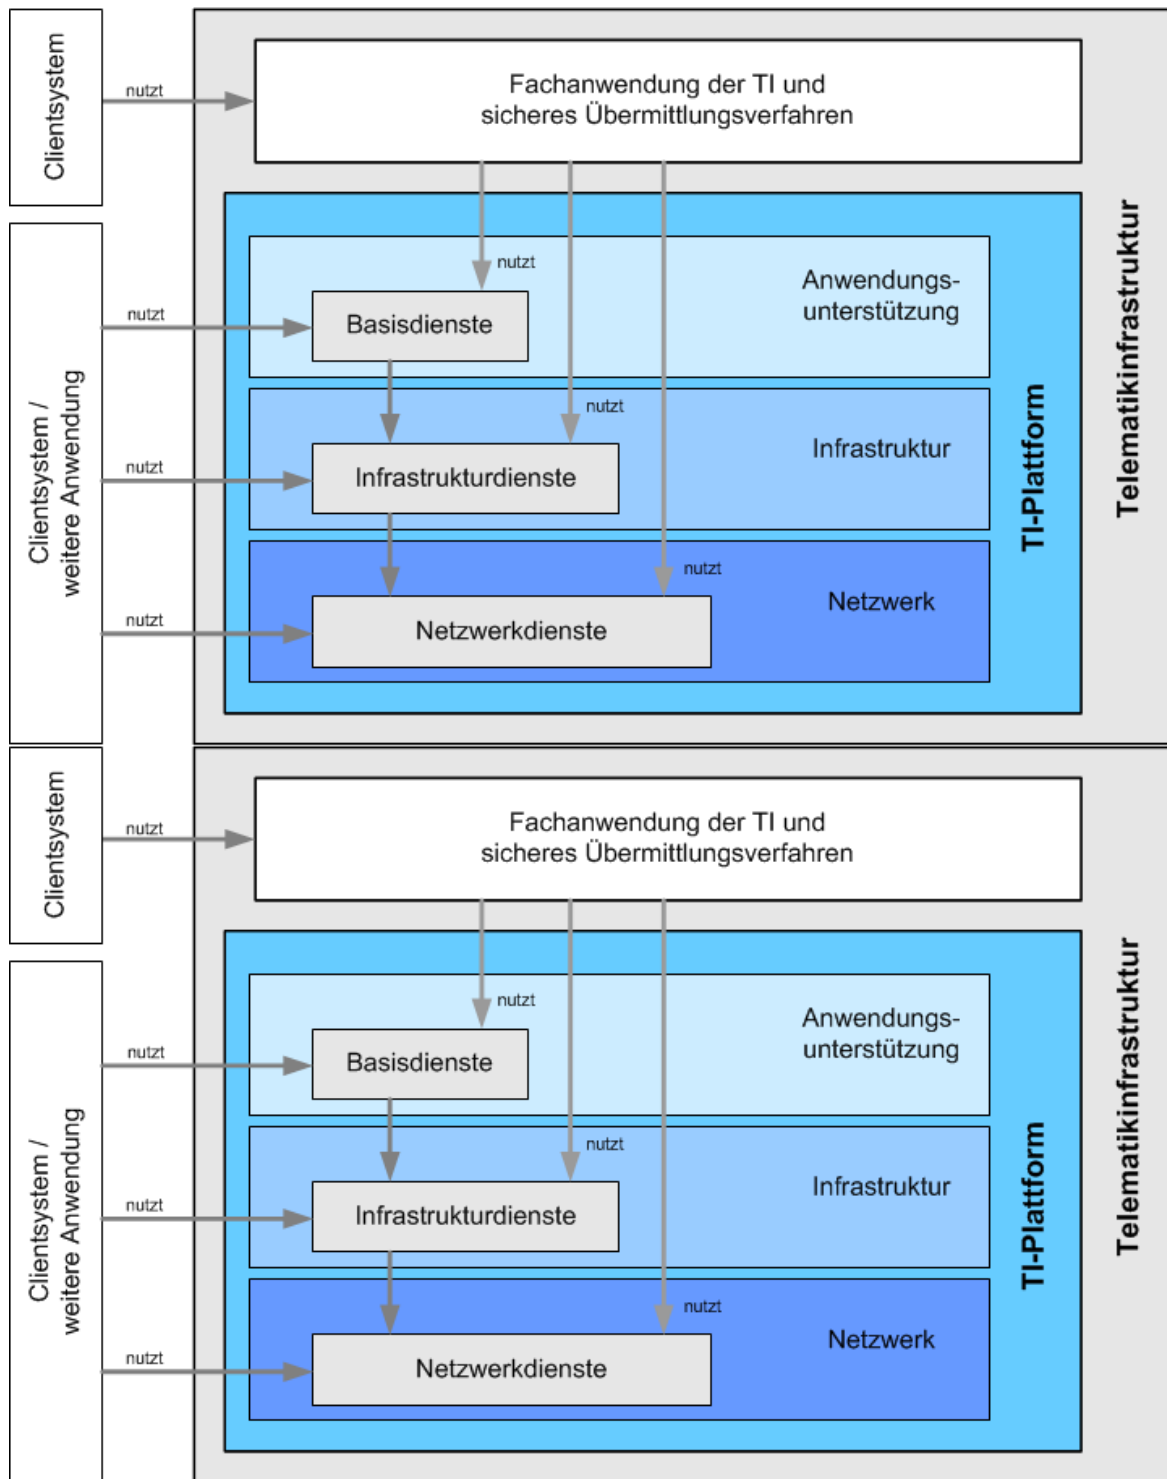 Clientsystem
nutzt
Fachanwendung der TI und
sicheres Übermittlungsverfahren
Telematikinfrastruktur
TI-Plattform
Clientsystem /
weitere Anwendung
nutzt
Anwendungs-
unterstützung
nutzt
Basisdienste
nutzt
Infrastruktur
nutzt
Infrastrukturdienste
nutzt
Netzwerk
nutzt
Netzwerkdienste
Clientsystem
nutzt
Fachanwendung der TI und
sicheres Übermittlungsverfahren
Telematikinfrastruktur
TI-Plattform
Clientsystem /
weitere Anwendung
nutzt
Anwendungs-
unterstützung
nutzt
Basisdienste
nutzt
Infrastruktur
nutzt
Infrastrukturdienste
nutzt
Netzwerk
nutzt
Netzwerkdienste